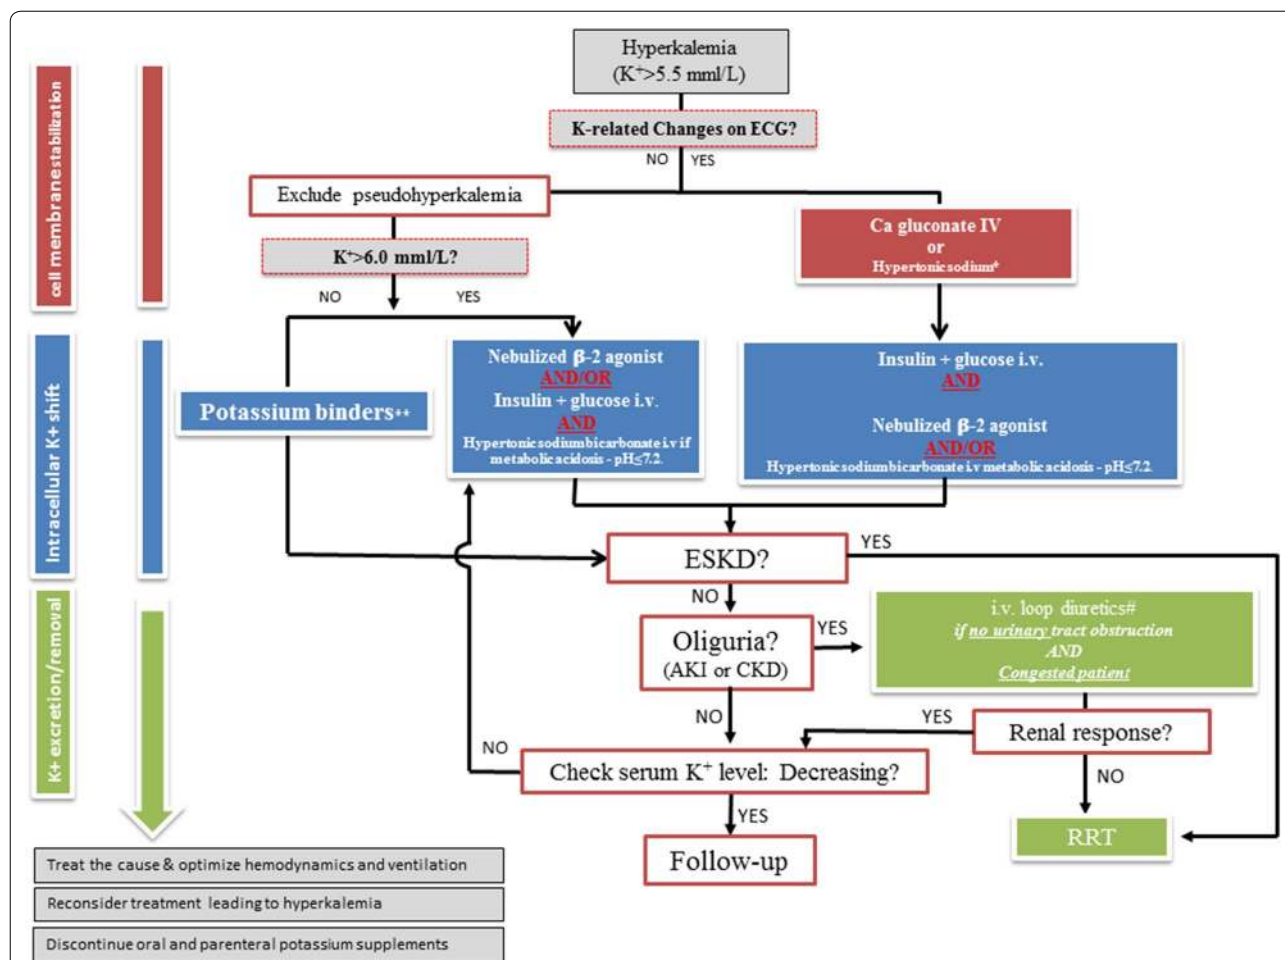 Hyperkalemia
(K⁺>5.5 mml/L)
K-related Changes on ECG?
NO YES
Exclude pseudohyperkalemia
K⁺>6.0 mml/L?
NO YES
Ca gluconate IV
or
Hypertonic sodium*
cell membrane stabilization
Intracellular K+ shift
K+ excretion/removal
Potassium binders**
Nebulized β-2 agonist
AND/OR
Insulin + glucose i.v.
AND
Hypertonic sodium bicarbonate i.v if
metabolic acidosis - pH≤7.2.
Insulin + glucose i.v.
AND
Nebulized β-2 agonist
AND/OR
Hypertonic sodium bicarbonate i.v metabolic acidosis - pH≤7.2.
ESKD?
YES
NO
Oliguria?
(AKI or CKD)
YES
i.v. loop diuretics#
if no urinary tract obstruction
AND
Congested patient
NO
YES
Renal response?
NO
NO
Check serum K⁺ level: Decreasing?
YES
RRT
Follow-up
Treat the cause & optimize hemodynamics and ventilation
Reconsider treatment leading to hyperkalemia
Discontinue oral and parenteral potassium supplements